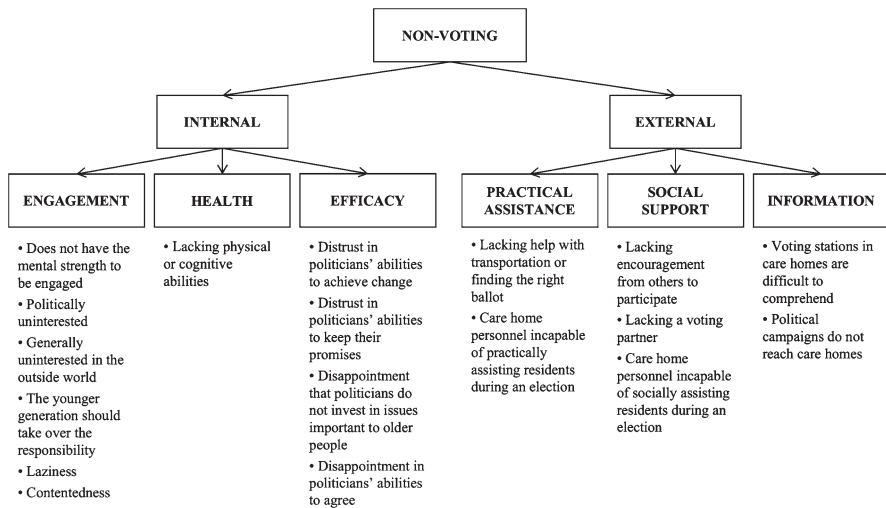 NON-VOTING
INTERNAL
EXTERNAL
ENGAGEMENT
HEALTH
EFFICACY
PRACTICAL
ASSISTANCE
SOCIAL
SUPPORT
INFORMATION
• Does not have the
mental strength to
be engaged
• Politically
uninterested
• Generally
uninterested in the
outside world
• The younger
generation should
take over the
responsibility
• Laziness
• Contentedness
• Lacking physical
or cognitive
abilities
• Distrust in
politicians' abilities
to achieve change
• Distrust in
politicians' abilities
to keep their
promises
• Disappointment
that politicians do
not invest in issues
important to older
people
• Disappointment in
politicians' abilities
to agree
• Lacking help with
transportation or
finding the right
ballot
• Care home
personnel incapable
of practically
assisting residents
during an election
• Lacking
encouragement
from others to
participate
• Lacking a voting
partner
• Care home
personnel incapable
of socially assisting
residents during an
election
• Voting stations in
care homes are
difficult to
comprehend
• Political
campaigns do not
reach care homes